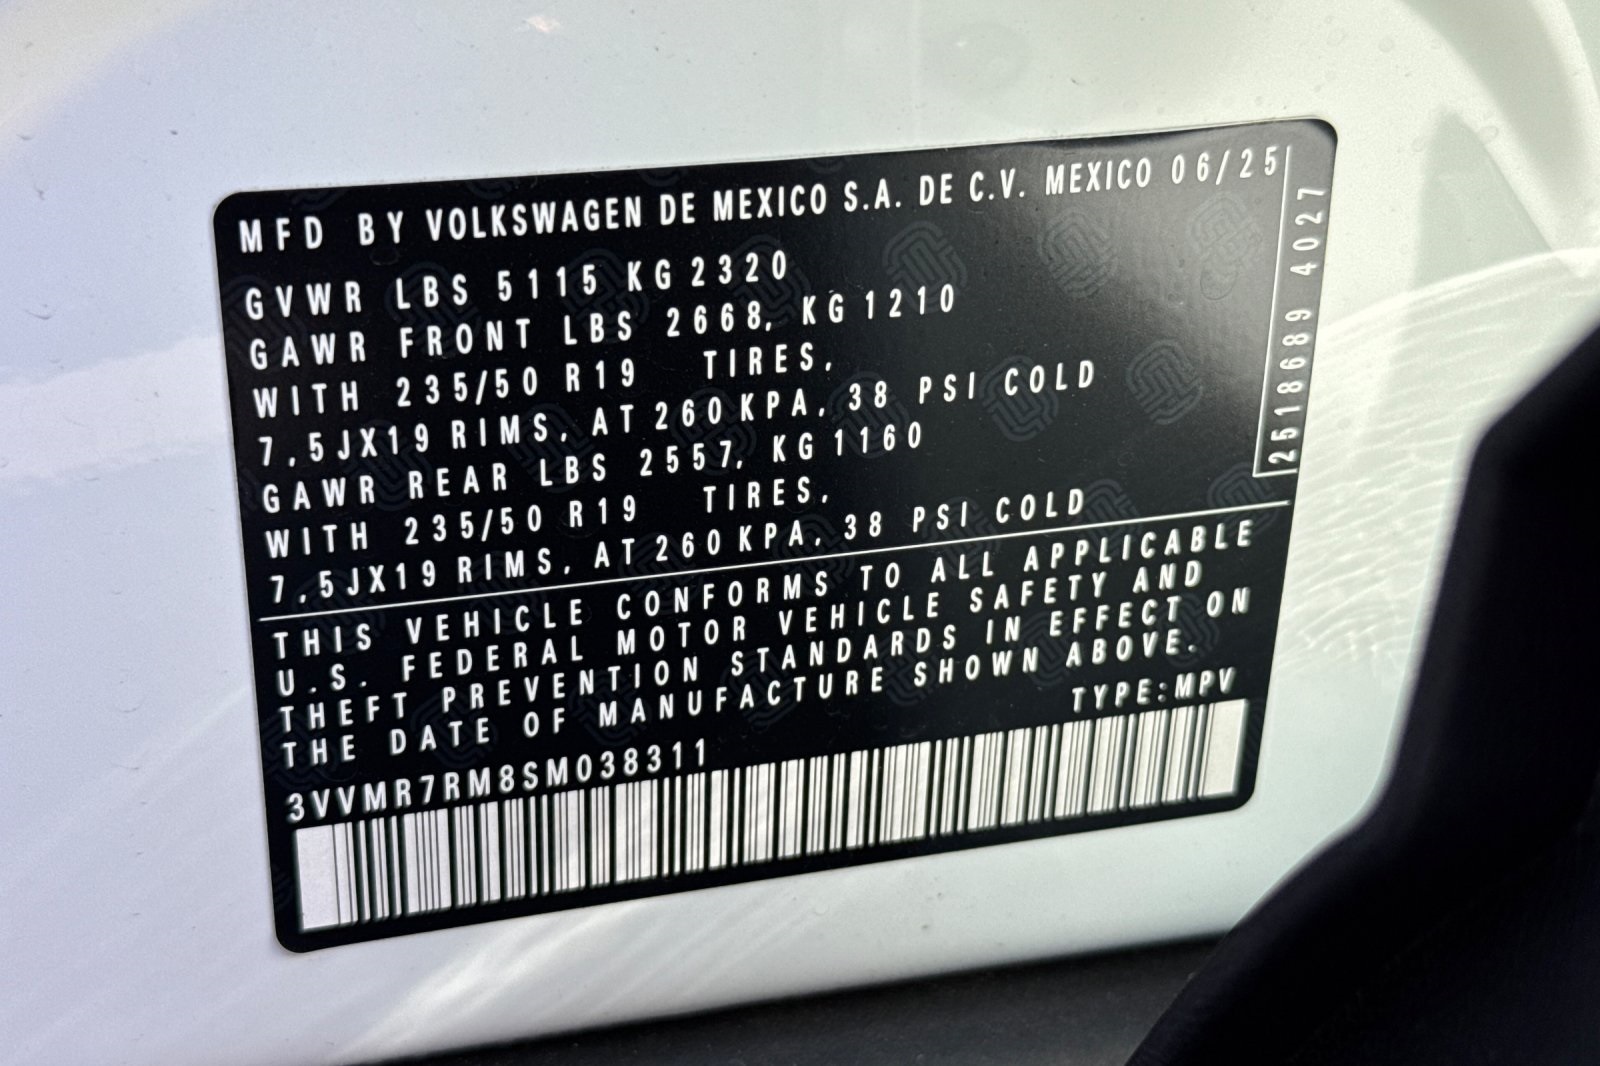 MFD BY VOLKSWAGEN DE MEXICO S.A. DE C.V. MEXICO 06/25
GVWR LBS 5115 KG 2320
GAWR FRONT LBS 2668, KG 1210
WITH 235/50 R19 TIRES,
7,5JX19 RIMS, AT 260 KPA, 38 PSI COLD
GAWR REAR LBS 2557, KG 1160
WITH 235/50 R19 TIRES,
7,5JX19 RIMS, AT 260 KPA, 38 PSI COLD
2518689 4027
THIS VEHICLE CONFORMS TO ALL APPLICABLE
U.S. FEDERAL MOTOR VEHICLE SAFETY AND
THEFT PREVENTION STANDARDS IN EFFECT ON
THE DATE OF MANUFACTURE SHOWN ABOVE.
TYPE:MPV
3VVMR7RM8SM038311